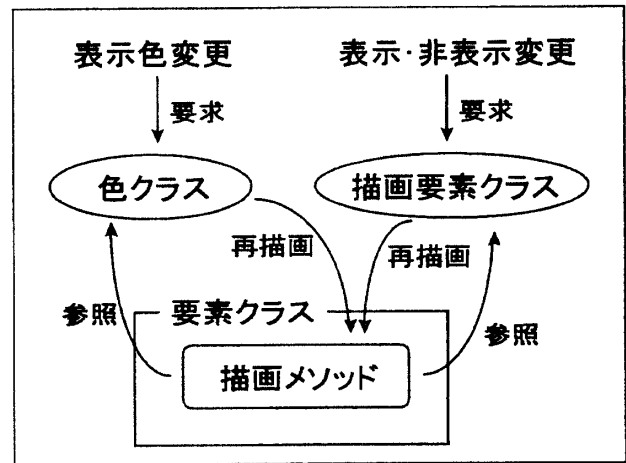 表示色変更
表示・非表示変更
要求
要求
色クラス
描画要素クラス
再描画
再描画
参照
要素クラス
参照
描画メソッド